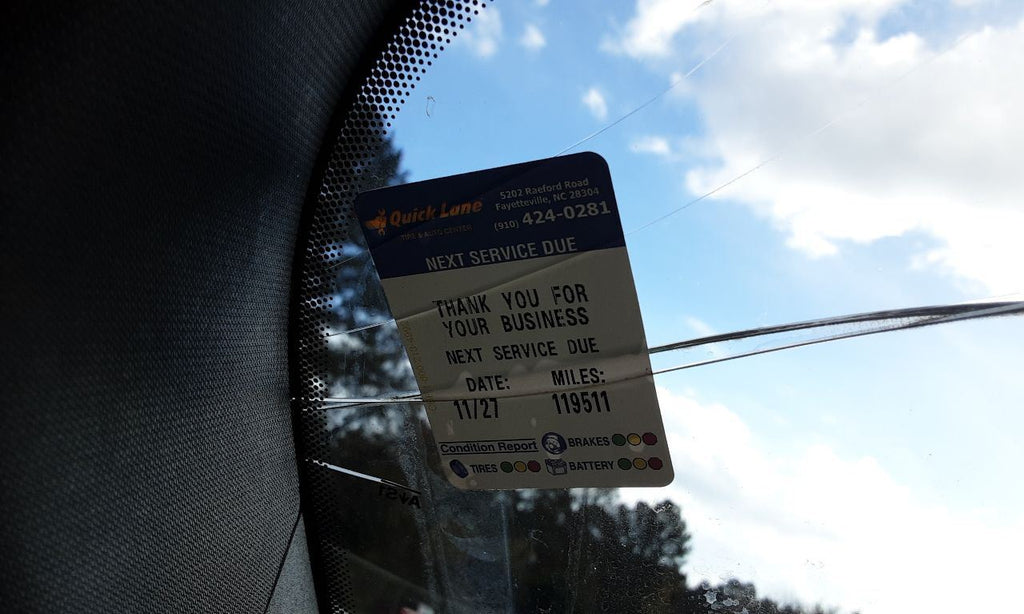 Quick Lane
TIRE & AUTO CENTER
5202 Raeford Road
Fayetteville, NC 28304
(910) 424-0281
NEXT SERVICE DUE
THANK YOU FOR
YOUR BUSINESS
NEXT SERVICE DUE
DATE: MILES:
11/27 119511
Condition Report BRAKES
TIRES BATTERY